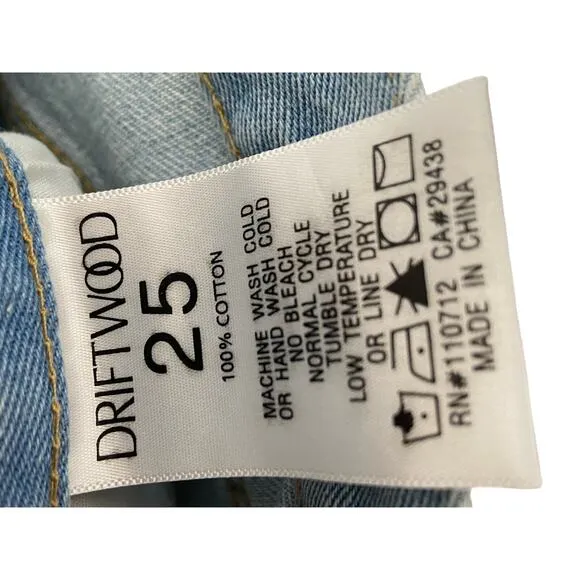 DRIFTWOOD
25
100% COTTON
MACHINE WASH COLD
OR HAND WASH COLD
NO BLEACH
NORMAL CYCLE
TUMBLE DRY
LOW TEMPERATURE
OR LINE DRY
RN#110712 CA#29438
MADE IN CHINA